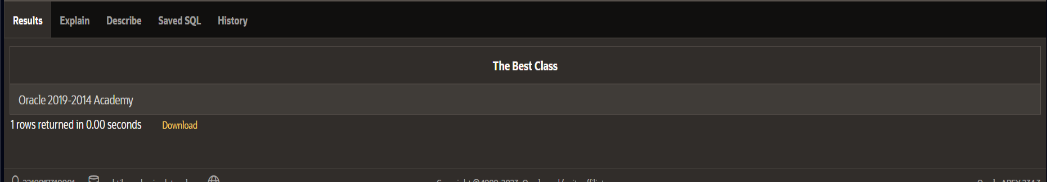 Results Explain Describe Saved SQL History
The Best Class
Oracle 2019-2014 Academy
1 rows returned in 0.00 seconds Download